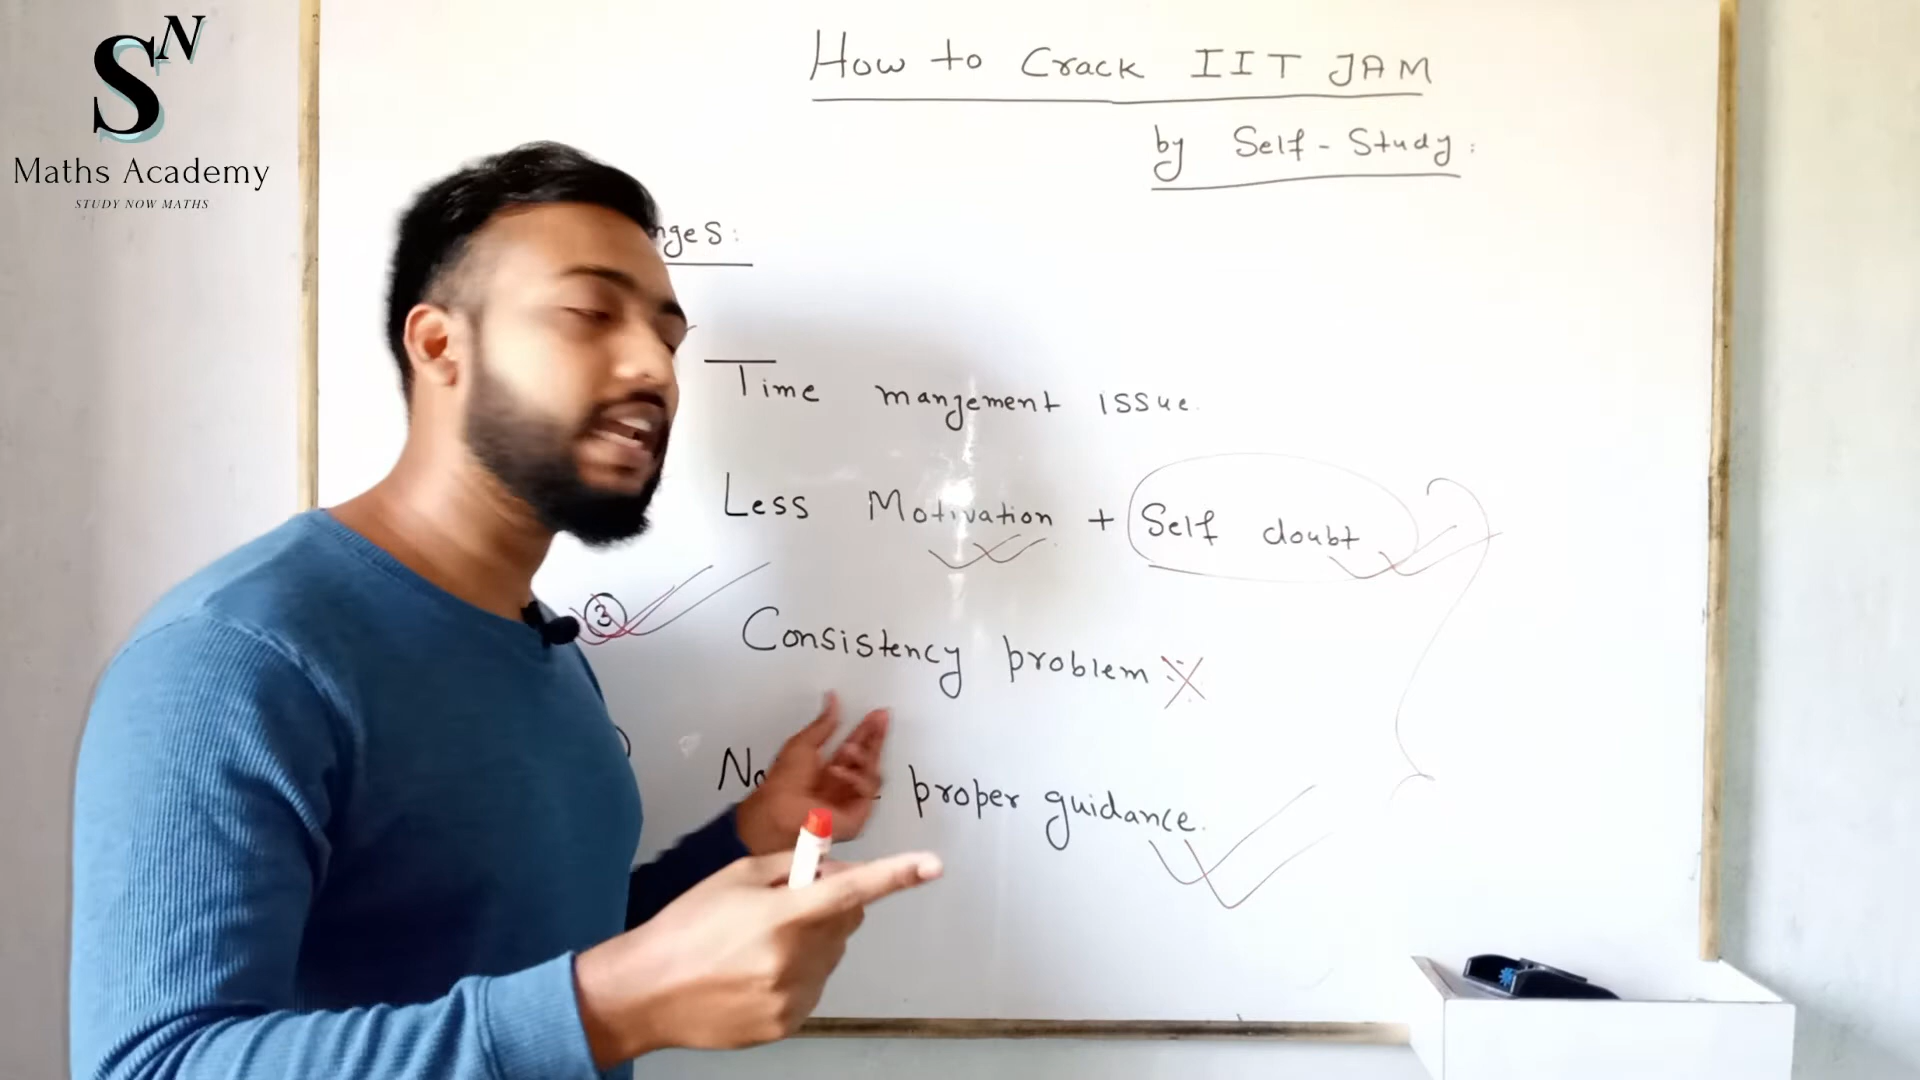 SN
Maths Academy
STUDY NOW MATHS
How to Crack IIT JAM
by Self-Study:
Time manjement issue.
Less Motivation + Self doubt
3 Consistency problem
proper guidance.